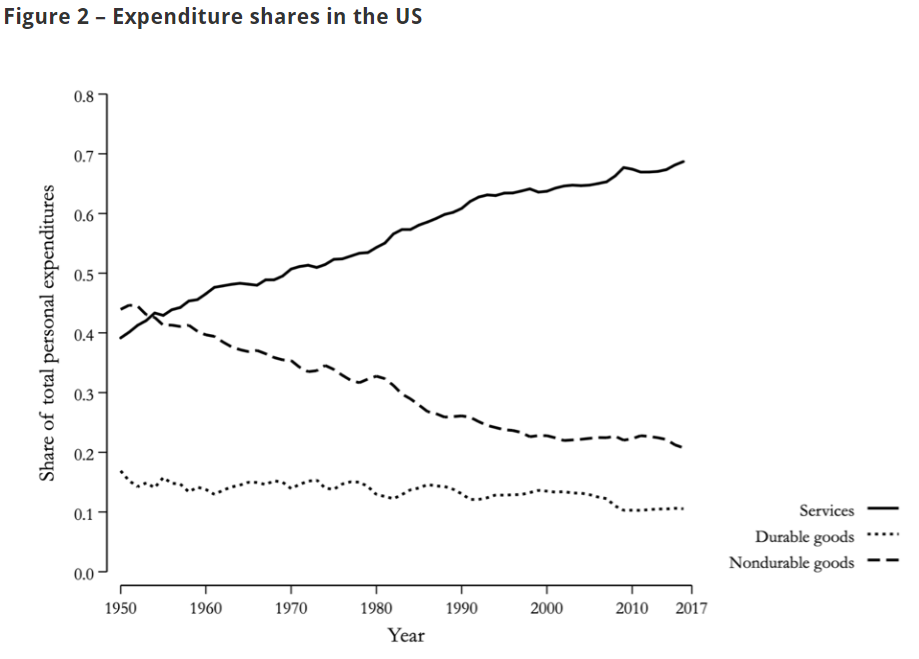 Figure 2 – Expenditure shares in the US
Share of total personal expenditures
0.8
0.7
0.6
0.5
0.4
0.3
0.2
0.1
0.0
1950 1960 1970 1980 1990 2000 2010 2017
Year
Services
Durable goods
Nondurable goods